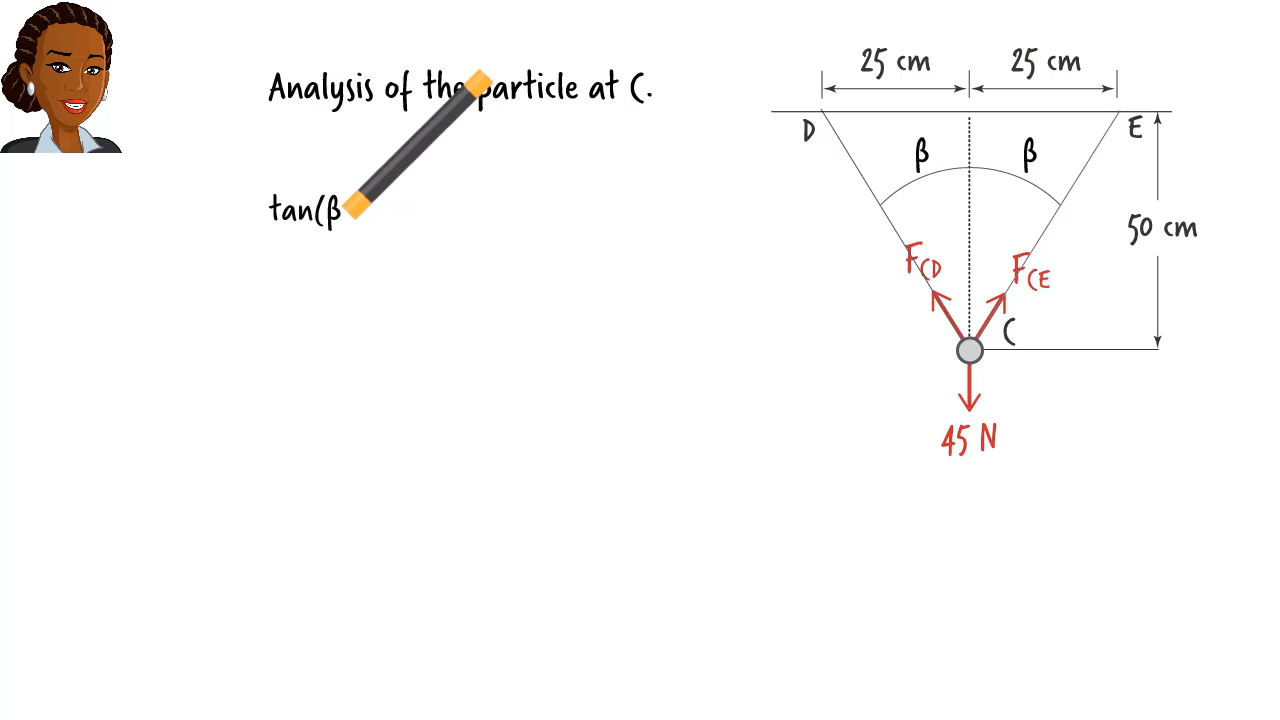 Analysis of the particle at C.
tan(β
25 cm
25 cm
D
E
β
β
50 cm
FCD
FCE
C
45 N